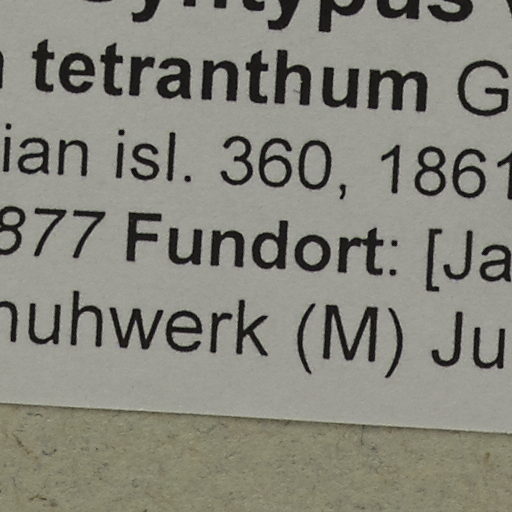 tetranthum G
ian isl. 360, 1861
877 Fundort: [Ja
huhwerk (M) Ju